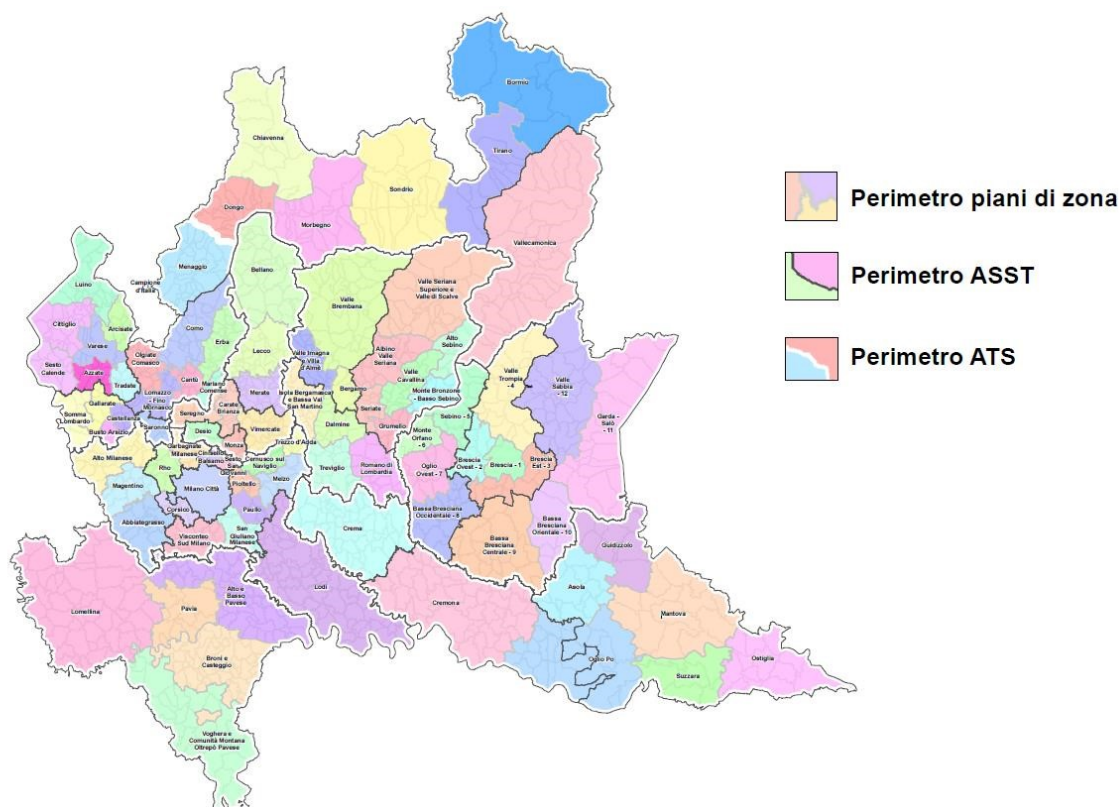 Bormio
Chiavenna
Tirano
Sondrio
Dongo
Morbegno
Vallecamonica
Menaggio
Bellano
Valle Seriana
Superiore e
Valle di Scalve
Luino
Campione
d'Italia
Valle
Brembana
Cittiglio
Arcisate
Como
Erba
Varese
Lecco
Valle Imagna
e Villa
d'Almè
Albino
Valle
Seriana
Alto
Sebino
Sesto
Calende
Azzate
Olgiate
Comasco
Tradate
Cantù
Mariano
Comense
Merate
Valle
Cavallina
Valle
Trompia
- 4
Valle
Sabbia
- 12
Lomazzo - Fino
Mornasco
Carate
Brianza
Isola Bergamasca
e Bassa Val
San Martino
Bergamo
Monte Bronzone
- Basso Sebino
Gallarate
Somma
Lombardo
Castellanza
Busto Arsizio
Saronno
Seregno
Desio
Vimercate
Seriate
Grumello
Sebino - 5
Garda -
Salò
- 11
Monza
Trezzo d'Adda
Dalmine
Monte
Orfano
- 6
Alto Milanese
Garbagnate
Milanese
Cinisello
Balsamo
Sesto
San
Giovanni
Cernusco sul
Naviglio
Rho
Treviglio
Romano di
Lombardia
Oglio
Ovest - 7
Brescia
Ovest - 2
Brescia - 1
Brescia
Est - 3
Magentino
Milano Città
Pioltello
Melzo
Corsico
Paullo
Abbiategrasso
Visconteo
Sud Milano
San
Giuliano
Milanese
Crema
Bassa Bresciana
Occidentale - 8
Bassa
Bresciana
Centrale - 9
Bassa
Bresciana
Orientale - 10
Guidizzolo
Lomellina
Pavia
Alto e
Basso
Pavese
Lodi
Cremona
Asola
Mantova
Broni e
Casteggio
Oglio Po
Suzzara
Ostiglia
Voghera e
Comunità Montana
Oltrepò Pavese
Perimetro piani di zona
Perimetro ASST
Perimetro ATS